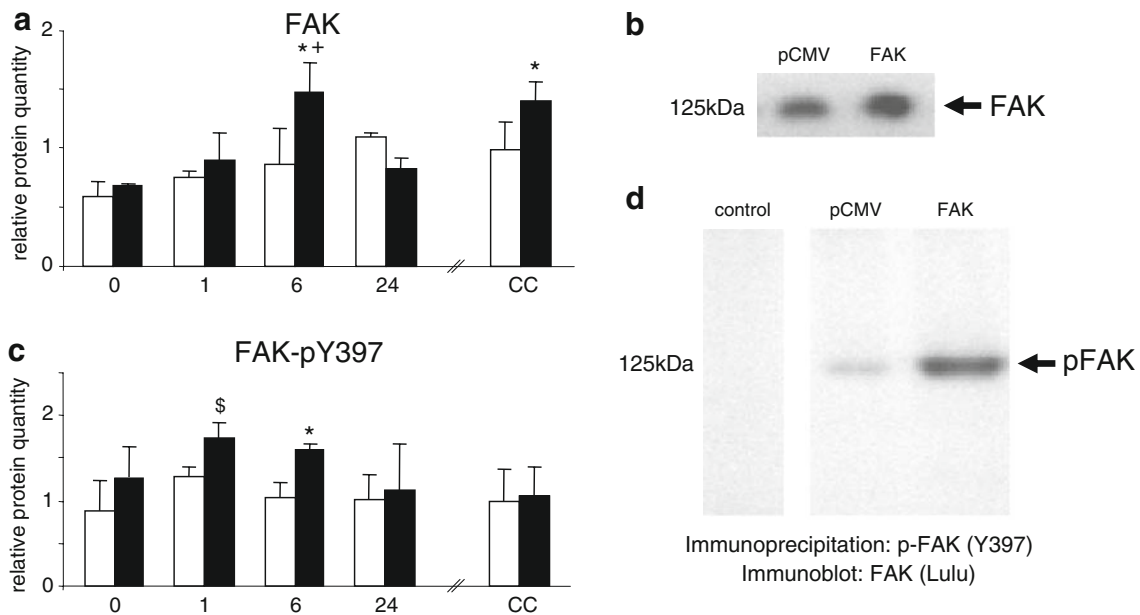 a
FAK
relative protein quantity
2
1
0
* +
*
0 1 6 24 CC
b
pCMV FAK
125kDa
FAK
c
FAK-pY397
relative protein quantity
2
1
0
$
*
0 1 6 24 CC
d
control pCMV FAK
125kDa
pFAK
Immunoprecipitation: p-FAK (Y397)
Immunoblot: FAK (Lulu)